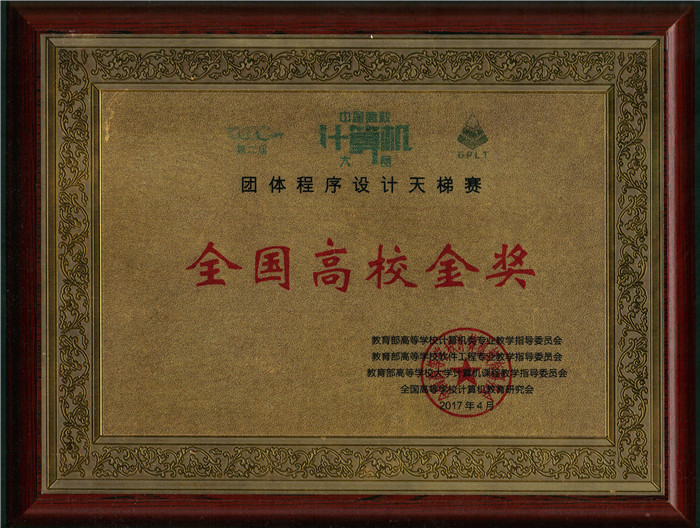 中国高校
计算机
大赛
第二届
GPLT
团体程序设计天梯赛
全国高校金奖
教育部高等学校计算机类专业教学指导委员会
教育部高等学校软件工程专业教学指导委员会
教育部高等学校大学计算机课程教学指导委员会
全国高等学校计算机教育研究会
2017年4月